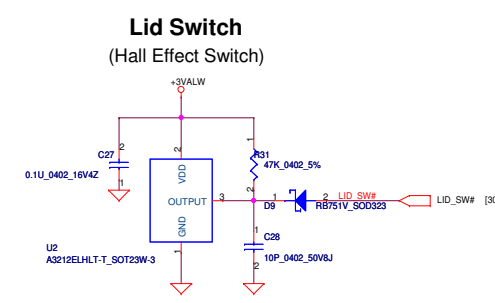 Lid Switch
(Hall Effect Switch)
+3VALW
C27
2
1
0.1U_0402_16V4Z
2
VDD
OUTPUT
3
GND
1
U2
A3212ELHLT-T_SOT23W-3
1
R31
47K_0402_5%
2
D9
1
2
LID_SW#
RB751V_SOD323
LID_SW# [30
1
C28
10P_0402_50V8J
2